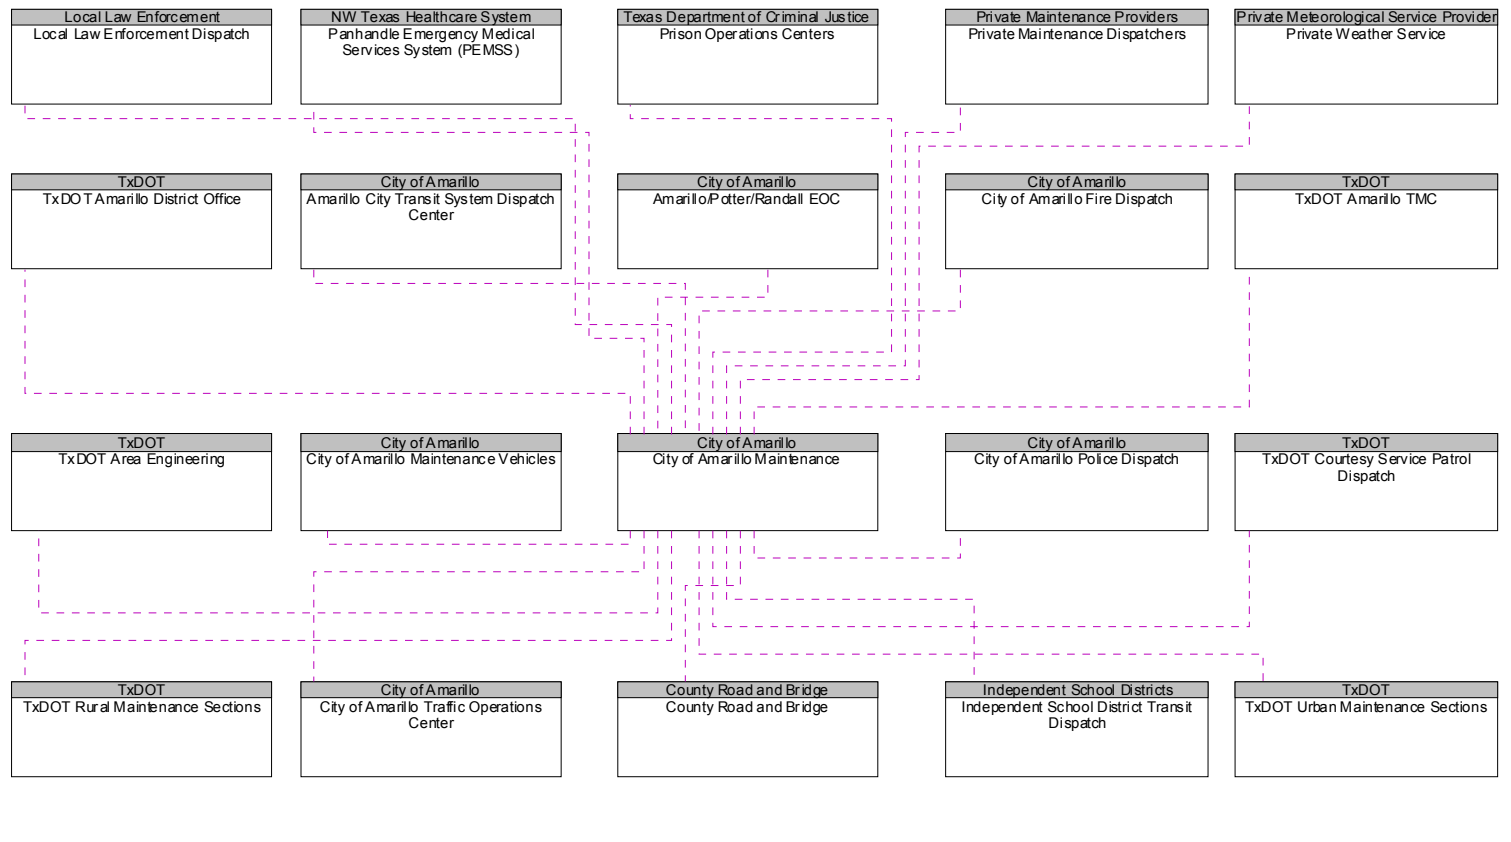 Local Law Enforcement
Local Law Enforcement Dispatch
NW Texas Healthcare System
Panhandle Emergency Medical
Services System (PEMSS)
Texas Department of Criminal Justice
Prison Operations Centers
Private Maintenance Providers
Private Maintenance Dispatchers
Private Meteorological Service Provider
Private Weather Service
TxDOT
TxDOT Amarillo District Office
City of Amarillo
Amarillo City Transit System Dispatch
Center
City of Amarillo
Amarillo/Potter/Randall EOC
City of Amarillo
City of Amarillo Fire Dispatch
TxDOT
TxDOT Amarillo TMC
TxDOT
TxDOT Area Engineering
City of Amarillo
City of Amarillo Maintenance Vehicles
City of Amarillo
City of Amarillo Maintenance
City of Amarillo
City of Amarillo Police Dispatch
TxDOT
TxDOT Courtesy Service Patrol
Dispatch
TxDOT
TxDOT Rural Maintenance Sections
City of Amarillo
City of Amarillo Traffic Operations
Center
County Road and Bridge
County Road and Bridge
Independent School Districts
Independent School District Transit
Dispatch
TxDOT
TxDOT Urban Maintenance Sections